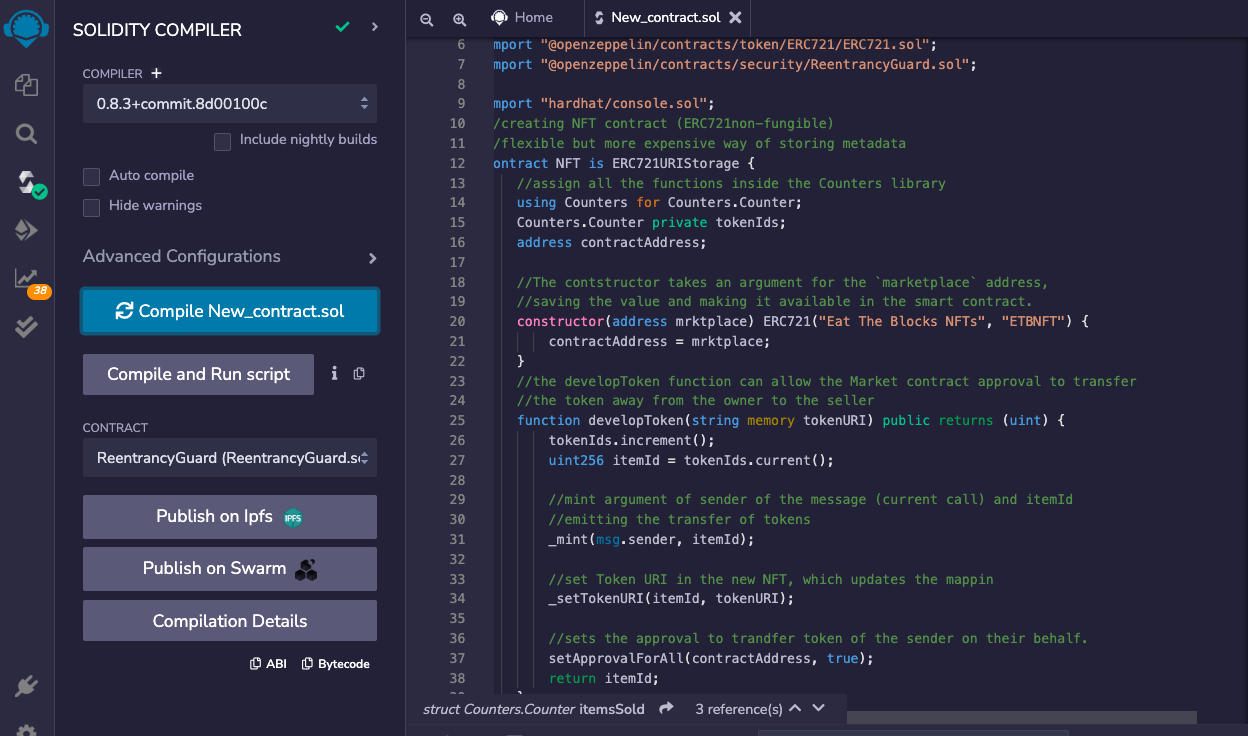 SOLIDITY COMPILER
COMPILER +
0.8.3+commit.8d00100c
Include nightly builds
Auto compile
Hide warnings
Advanced Configurations
38
Compile New_contract.sol
Compile and Run script
CONTRACT
ReentrancyGuard (ReentrancyGuard.so
Publish on Ipfs IPFS
Publish on Swarm
Compilation Details
ABI Bytecode
Home New_contract.sol
6 mport "@openzeppelin/contracts/token/ERC721/ERC721.sol";
7 mport "@openzeppelin/contracts/security/ReentrancyGuard.sol";
8
9 mport "hardhat/console.sol";
10 /creating NFT contract (ERC721non-fungible)
11 /flexible but more expensive way of storing metadata
12 ontract NFT is ERC721URIStorage {
13 //assign all the functions inside the Counters library
14 using Counters for Counters.Counter;
15 Counters.Counter private tokenIds;
16 address contractAddress;
17
18 //The contstructor takes an argument for the `marketplace` address,
19 //saving the value and making it available in the smart contract.
20 constructor(address mrktplace) ERC721("Eat The Blocks NFTs", "ETBNFT") {
21 contractAddress = mrktplace;
22 }
23 //the developToken function can allow the Market contract approval to transfer
24 //the token away from the owner to the seller
25 function developToken(string memory tokenURI) public returns (uint) {
26 tokenIds.increment();
27 uint256 itemId = tokenIds.current();
28
29 //mint argument of sender of the message (current call) and itemId
30 //emitting the transfer of tokens
31 _mint(msg.sender, itemId);
32
33 //set Token URI in the new NFT, which updates the mappin
34 _setTokenURI(itemId, tokenURI);
35
36 //sets the approval to trandfer token of the sender on their behalf.
37 setApprovalForAll(contractAddress, true);
38 return itemId;
struct Counters.Counter itemsSold 3 reference(s)